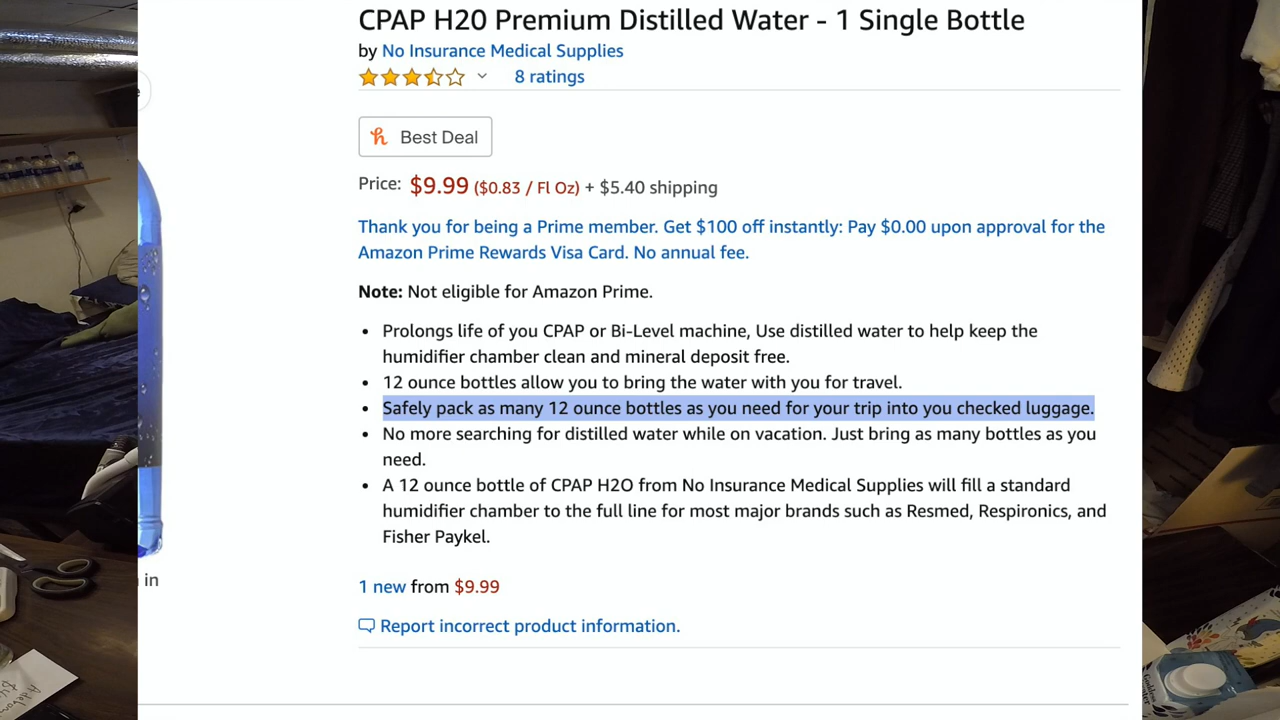 CPAP H20 Premium Distilled Water - 1 Single Bottle
by No Insurance Medical Supplies
8 ratings
Best Deal
Price: $9.99 ($0.83 / Fl Oz) + $5.40 shipping
Thank you for being a Prime member. Get $100 off instantly: Pay $0.00 upon approval for the
Amazon Prime Rewards Visa Card. No annual fee.
Note: Not eligible for Amazon Prime.
• Prolongs life of you CPAP or Bi-Level machine, Use distilled water to help keep the
humidifier chamber clean and mineral deposit free.
• 12 ounce bottles allow you to bring the water with you for travel.
• Safely pack as many 12 ounce bottles as you need for your trip into you checked luggage.
• No more searching for distilled water while on vacation. Just bring as many bottles as you
need.
• A 12 ounce bottle of CPAP H2O from No Insurance Medical Supplies will fill a standard
humidifier chamber to the full line for most major brands such as Resmed, Respironics, and
Fisher Paykel.
in
1 new from $9.99
Report incorrect product information.